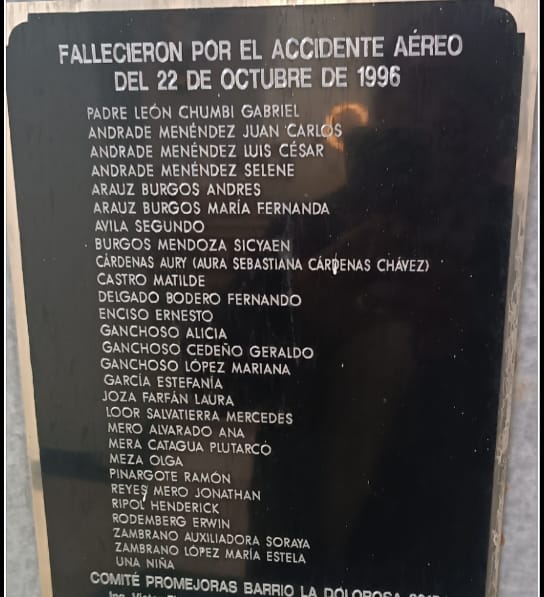 FALLECIERON POR EL ACCIDENTE AÉREO
DEL 22 DE OCTUBRE DE 1996
PADRE LEÓN CHUMBI GABRIEL
ANDRADE MENÉNDEZ JUAN CARLOS
ANDRADE MENÉNDEZ LUIS CÉSAR
ANDRADE MENÉNDEZ SELENE
ARAUZ BURGOS ANDRES
ARAUZ BURGOS MARÍA FERNANDA
AVILA SEGUNDO
BURGOS MENDOZA SICYAEN
CÁRDENAS AURY (AURA SEBASTIANA CÁRDENAS CHÁVEZ)
CASTRO MATILDE
DELGADO BODERO FERNANDO
ENCISO ERNESTO
GANCHOSO ALICIA
GANCHOSO CEDEÑO GERALDO
GANCHOSO LÓPEZ MARIANA
GARCÍA ESTEFANÍA
JOZA FARFÁN LAURA
LOOR SALVATIERRA MERCEDES
MERO ALVARADO ANA
MERA CATAGUA PLUTARCO
MEZA OLGA
PINARGOTE RAMÓN
REYES MERO JONATHAN
RIPOL HENDERICK
RODEMBERG ERWIN
ZAMBRANO AUXILIADORA SORAYA
ZAMBRANO LÓPEZ MARÍA ESTELA
UNA NIÑA
COMITÉ PROMEJORAS BARRIO LA DOLOROSA